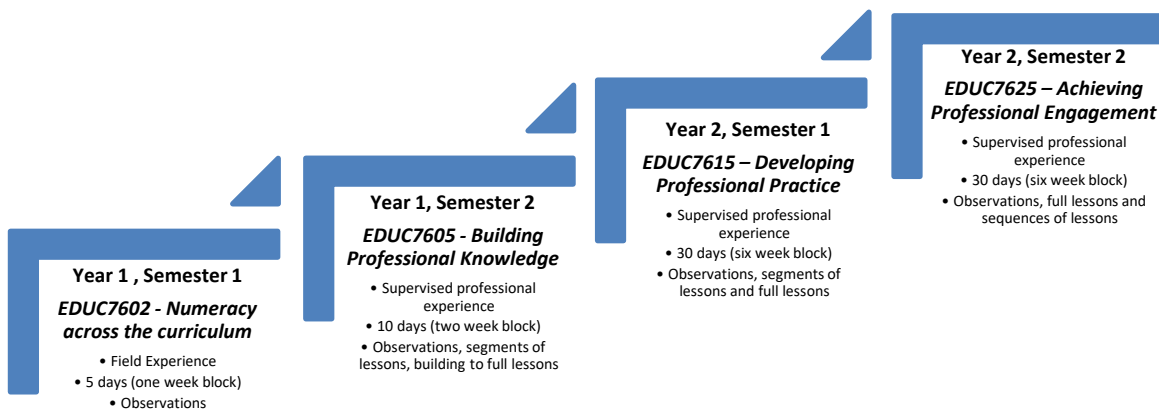 Year 1 , Semester 1
EDUC7602 - Numeracy
across the curriculum
• Field Experience
• 5 days (one week block)
• Observations
Year 1, Semester 2
EDUC7605 - Building
Professional Knowledge
• Supervised professional
experience
• 10 days (two week block)
• Observations, segments of
lessons, building to full lessons
Year 2, Semester 1
EDUC7615 – Developing
Professional Practice
• Supervised professional
experience
• 30 days (six week block)
• Observations, segments of
lessons and full lessons
Year 2, Semester 2
EDUC7625 – Achieving
Professional Engagement
• Supervised professional
experience
• 30 days (six week block)
• Observations, full lessons and
sequences of lessons